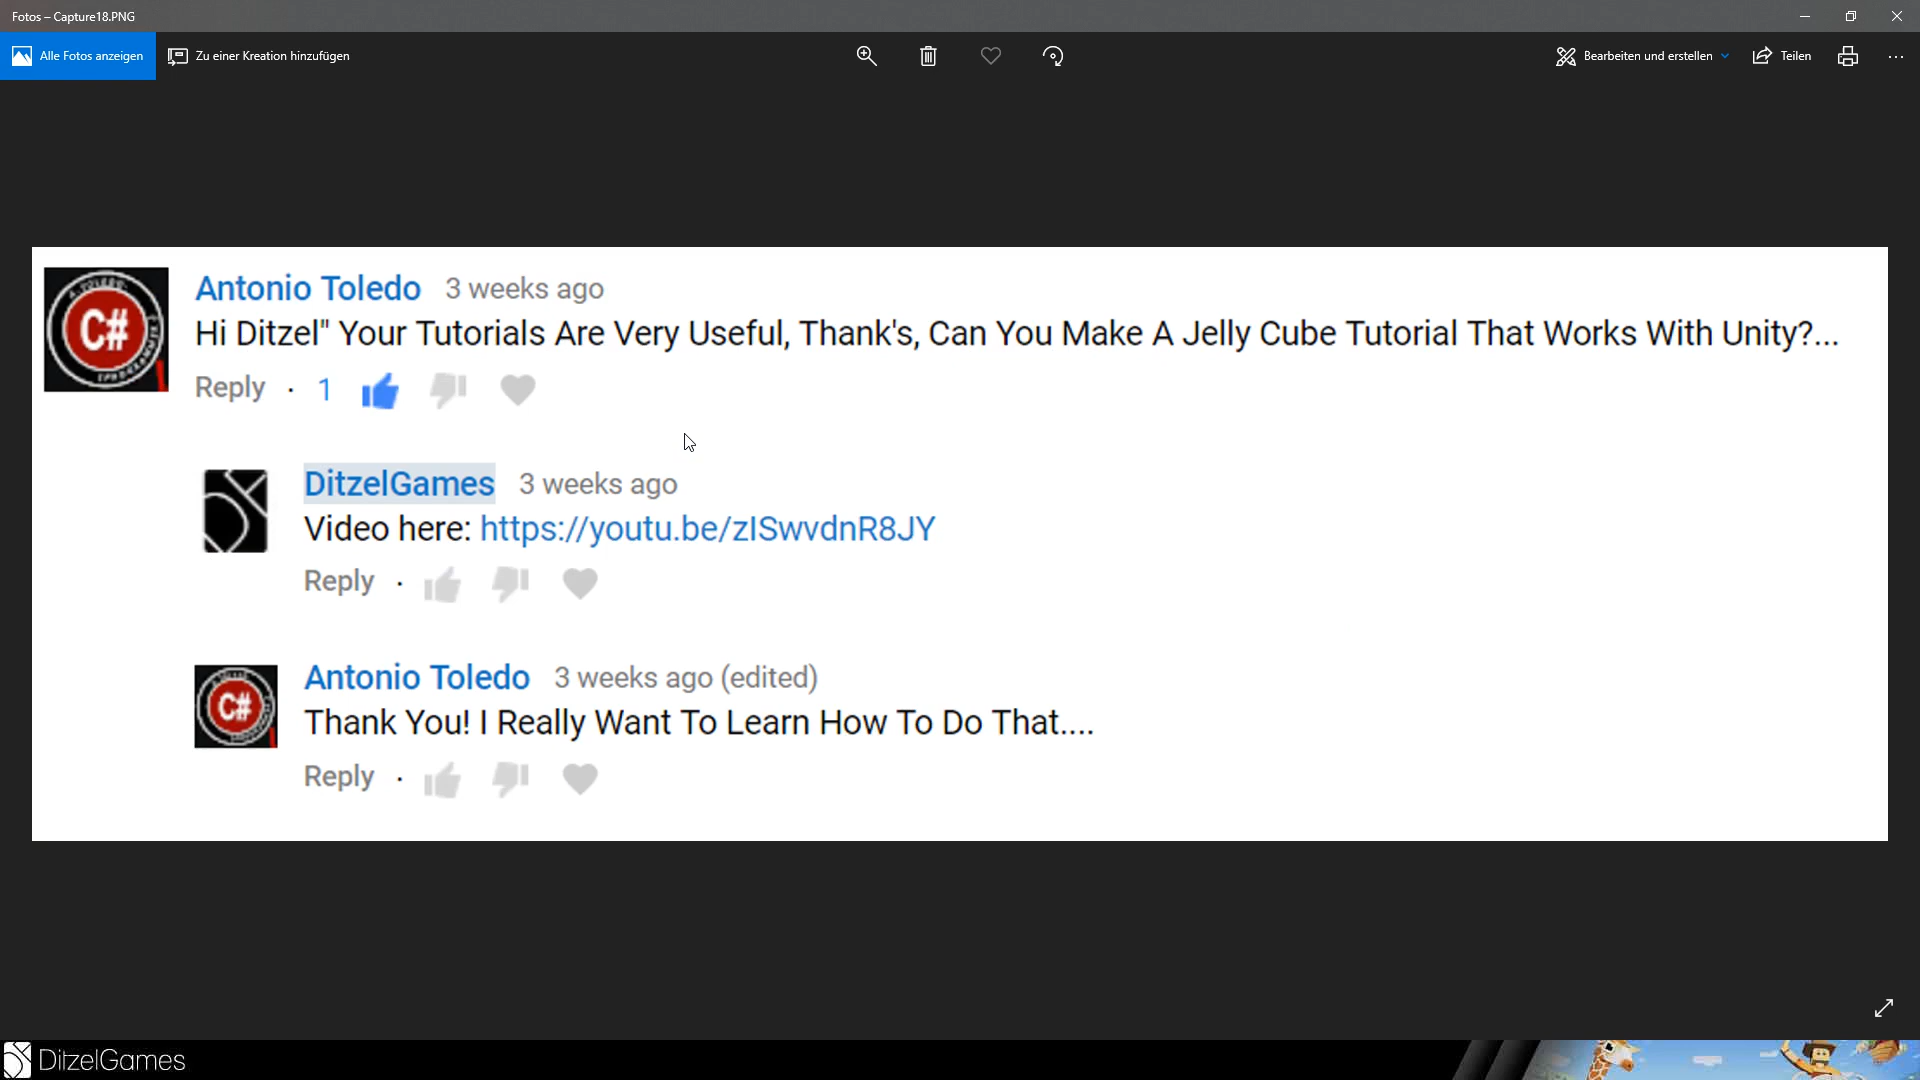 Fotos – Capture18.PNG
Alle Fotos anzeigen
Zu einer Kreation hinzufügen
Bearbeiten und erstellen
Teilen
C#
Antonio Toledo 3 weeks ago
Hi Ditzel" Your Tutorials Are Very Useful, Thank's, Can You Make A Jelly Cube Tutorial That Works With Unity?...
Reply · 1
DitzelGames 3 weeks ago
Video here: https://youtu.be/zISwvdnR8JY
Reply ·
C#
Antonio Toledo 3 weeks ago (edited)
Thank You! I Really Want To Learn How To Do That....
Reply ·
DitzelGames